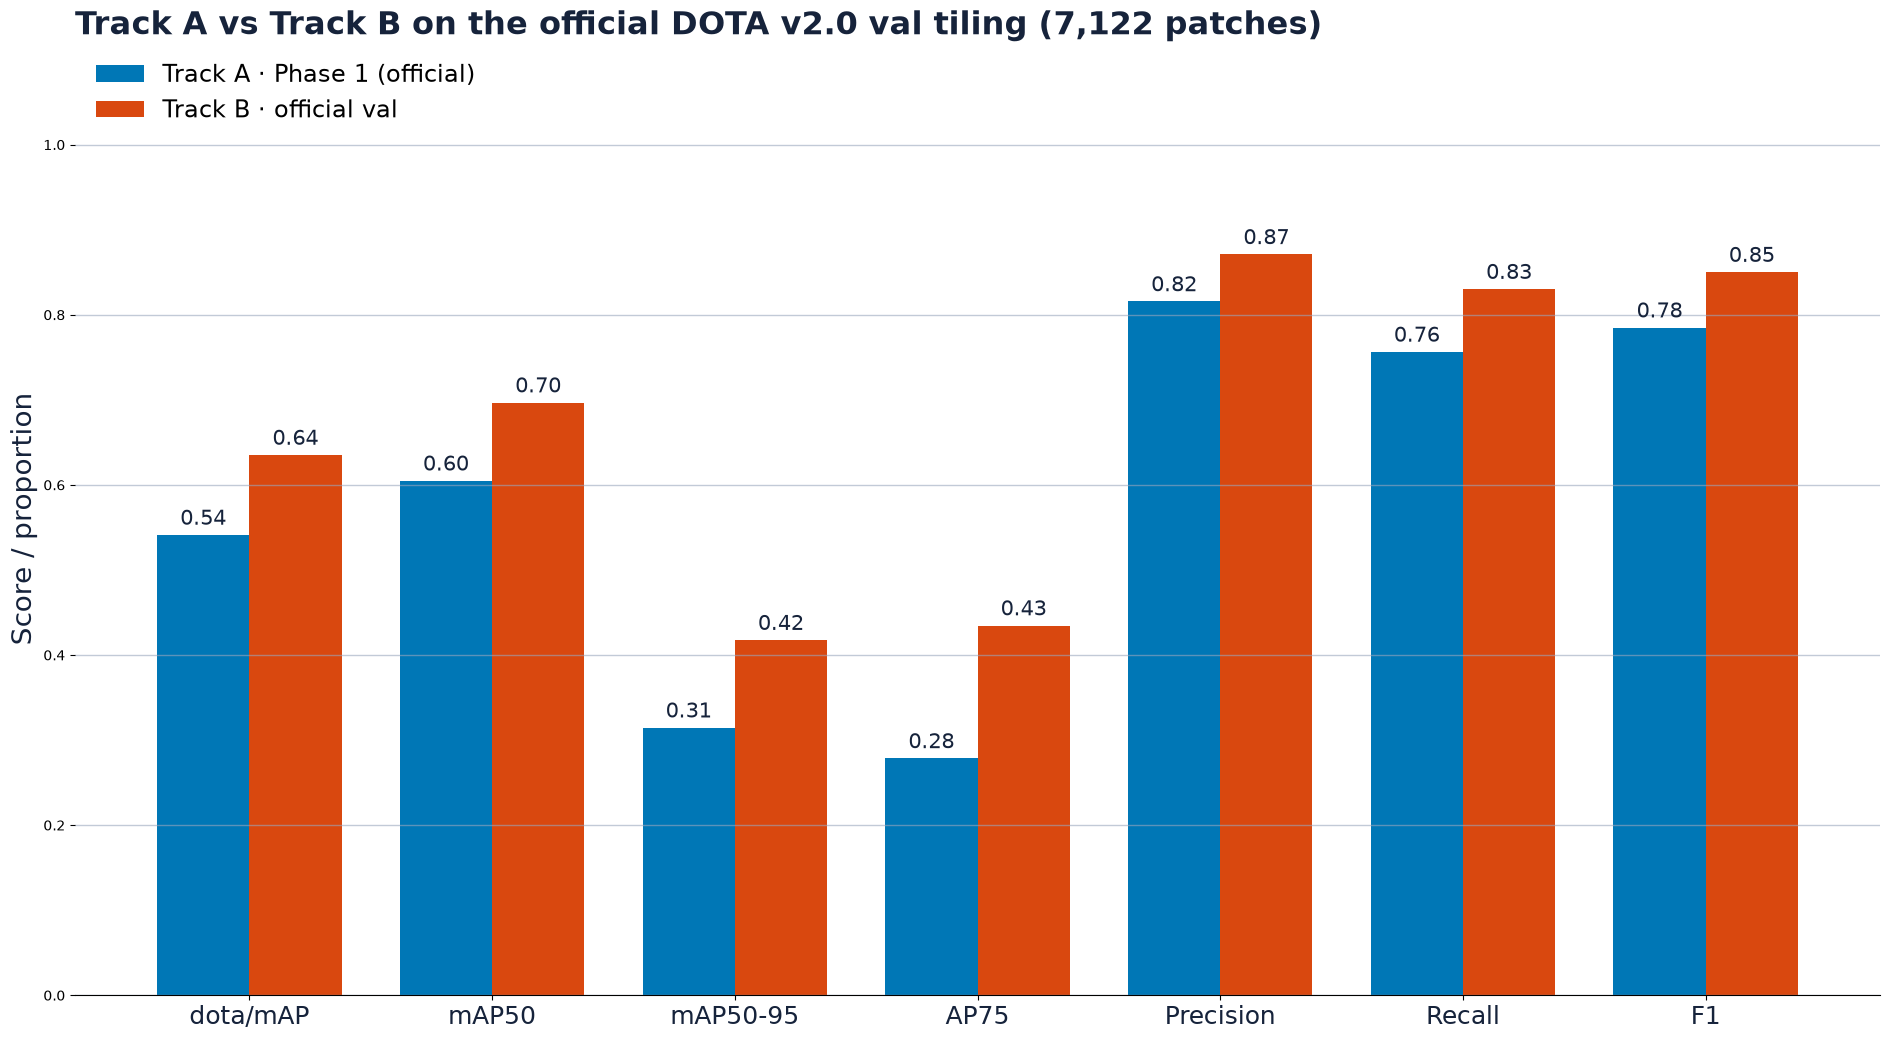 Track A vs Track B on the official DOTA v2.0 val tiling (7,122 patches)
Track A · Phase 1 (official)
Track B · official val
Score / proportion
1.0
0.8
0.6
0.4
0.2
0.0
0.54
0.64
0.60
0.70
0.31
0.42
0.28
0.43
0.82
0.87
0.76
0.83
0.78
0.85
dota/mAP
mAP50
mAP50-95
AP75
Precision
Recall
F1